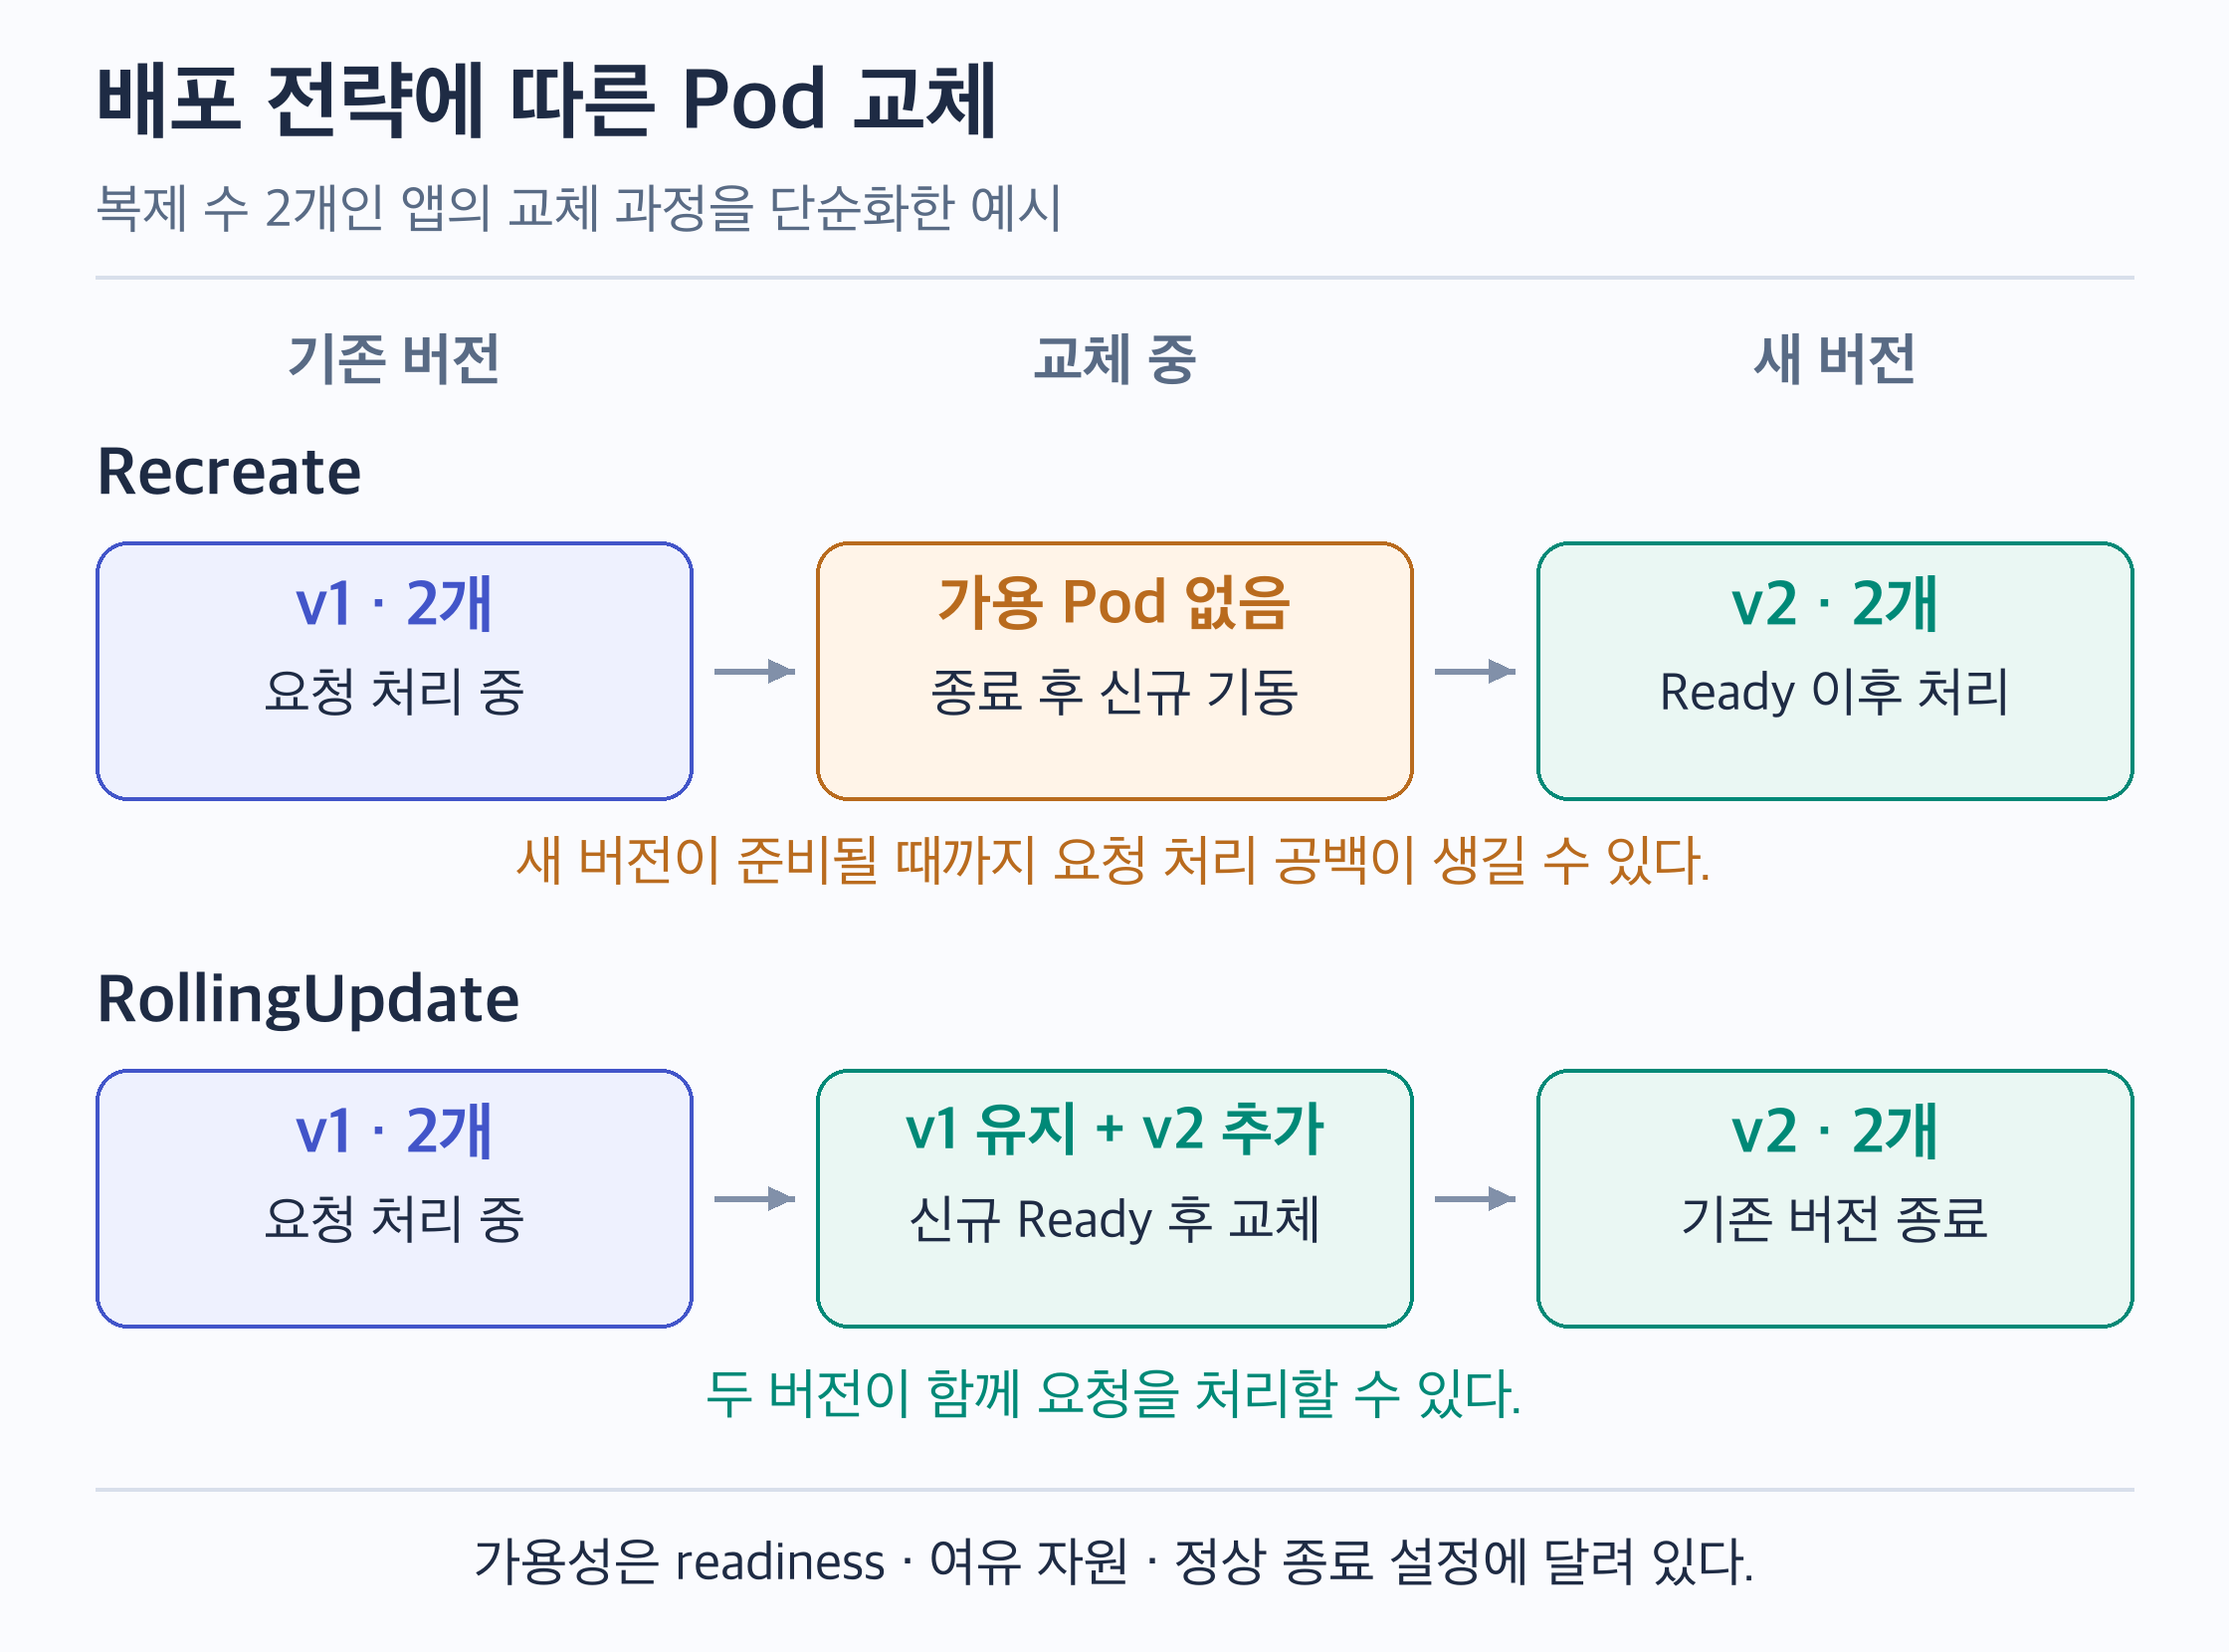 배포 전략에 따른 Pod 교체
복제 수 2개인 앱의 교체 과정을 단순화한 예시
기존 버전
교체 중
새 버전
Recreate
v1 · 2개
요청 처리 중
가용 Pod 없음
종료 후 신규 기동
v2 · 2개
Ready 이후 처리
새 버전이 준비될 때까지 요청 처리 공백이 생길 수 있다.
RollingUpdate
v1 · 2개
요청 처리 중
v1 유지 + v2 추가
신규 Ready 후 교체
v2 · 2개
기존 버전 종료
두 버전이 함께 요청을 처리할 수 있다.
가용성은 readiness · 여유 자원 · 정상 종료 설정에 달려 있다.